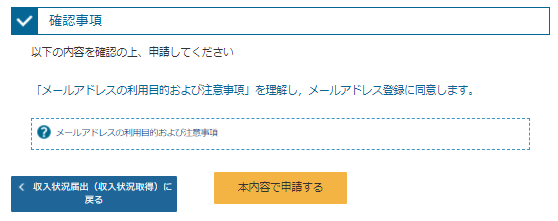 確認事項
以下の内容を確認の上、申請してください
「メールアドレスの利用目的および注意事項」を理解し，メールアドレス登録に同意します。
メールアドレスの利用目的および注意事項
収入状況届出（収入状況取得）に
戻る
本内容で申請する